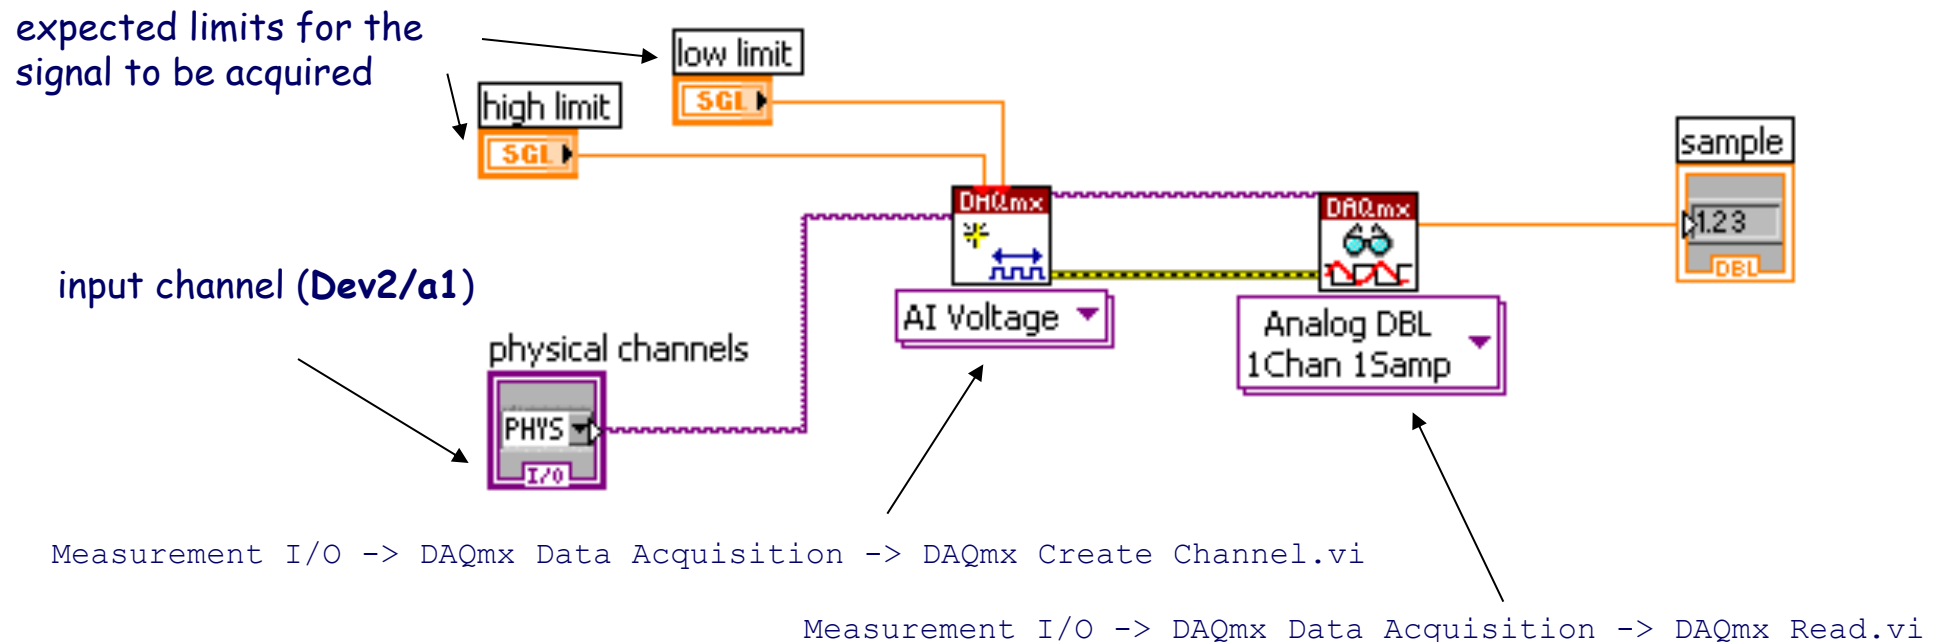 expected limits for the
signal to be acquired
low limit
SGL
high limit
SGL
sample
1.23
DBL
DAQmx
DAQmx
input channel (Dev2/a1)
AI Voltage
Analog DBL
1Chan 1Samp
physical channels
PHYS
I/O
Measurement I/O -> DAQmx Data Acquisition -> DAQmx Create Channel.vi
Measurement I/O -> DAQmx Data Acquisition -> DAQmx Read.vi